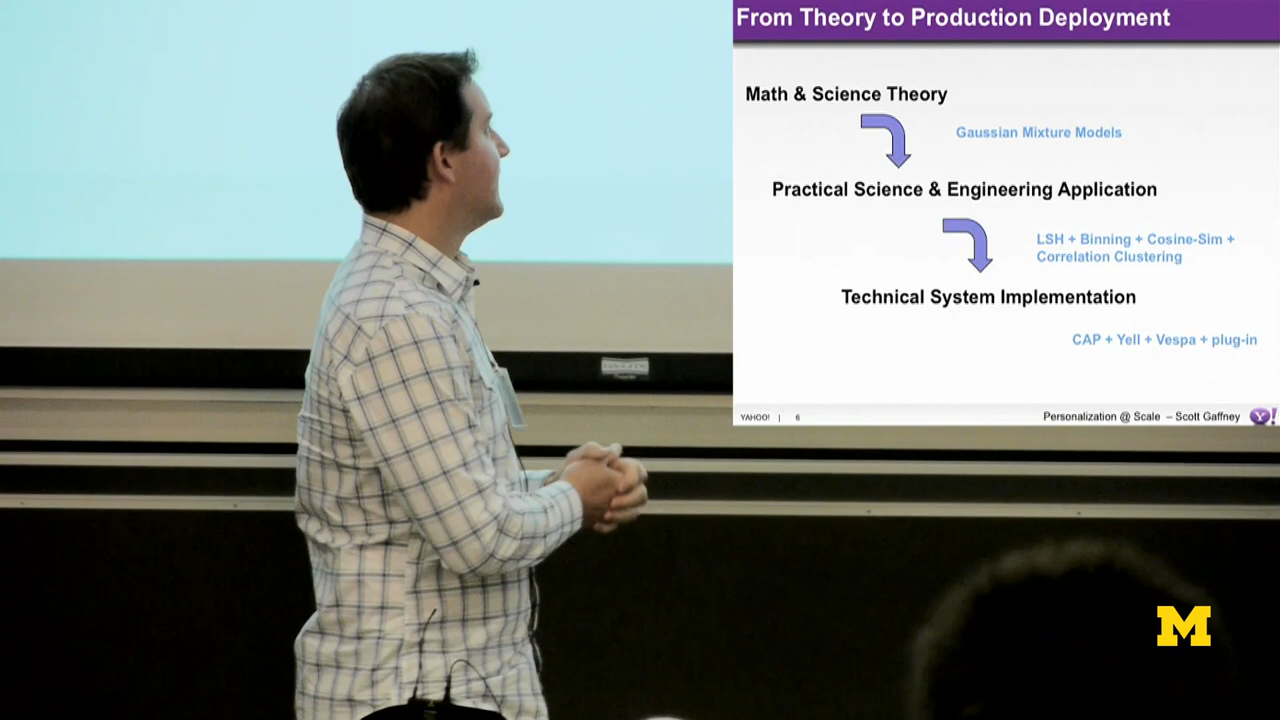 From Theory to Production Deployment
Math & Science Theory
Gaussian Mixture Models
Practical Science & Engineering Application
LSH + Binning + Cosine-Sim +
Correlation Clustering
Technical System Implementation
CAP + Yell + Vespa + plug-in
YAHOO! | 6
Personalization @ Scale – Scott Gaffney
Y!
M